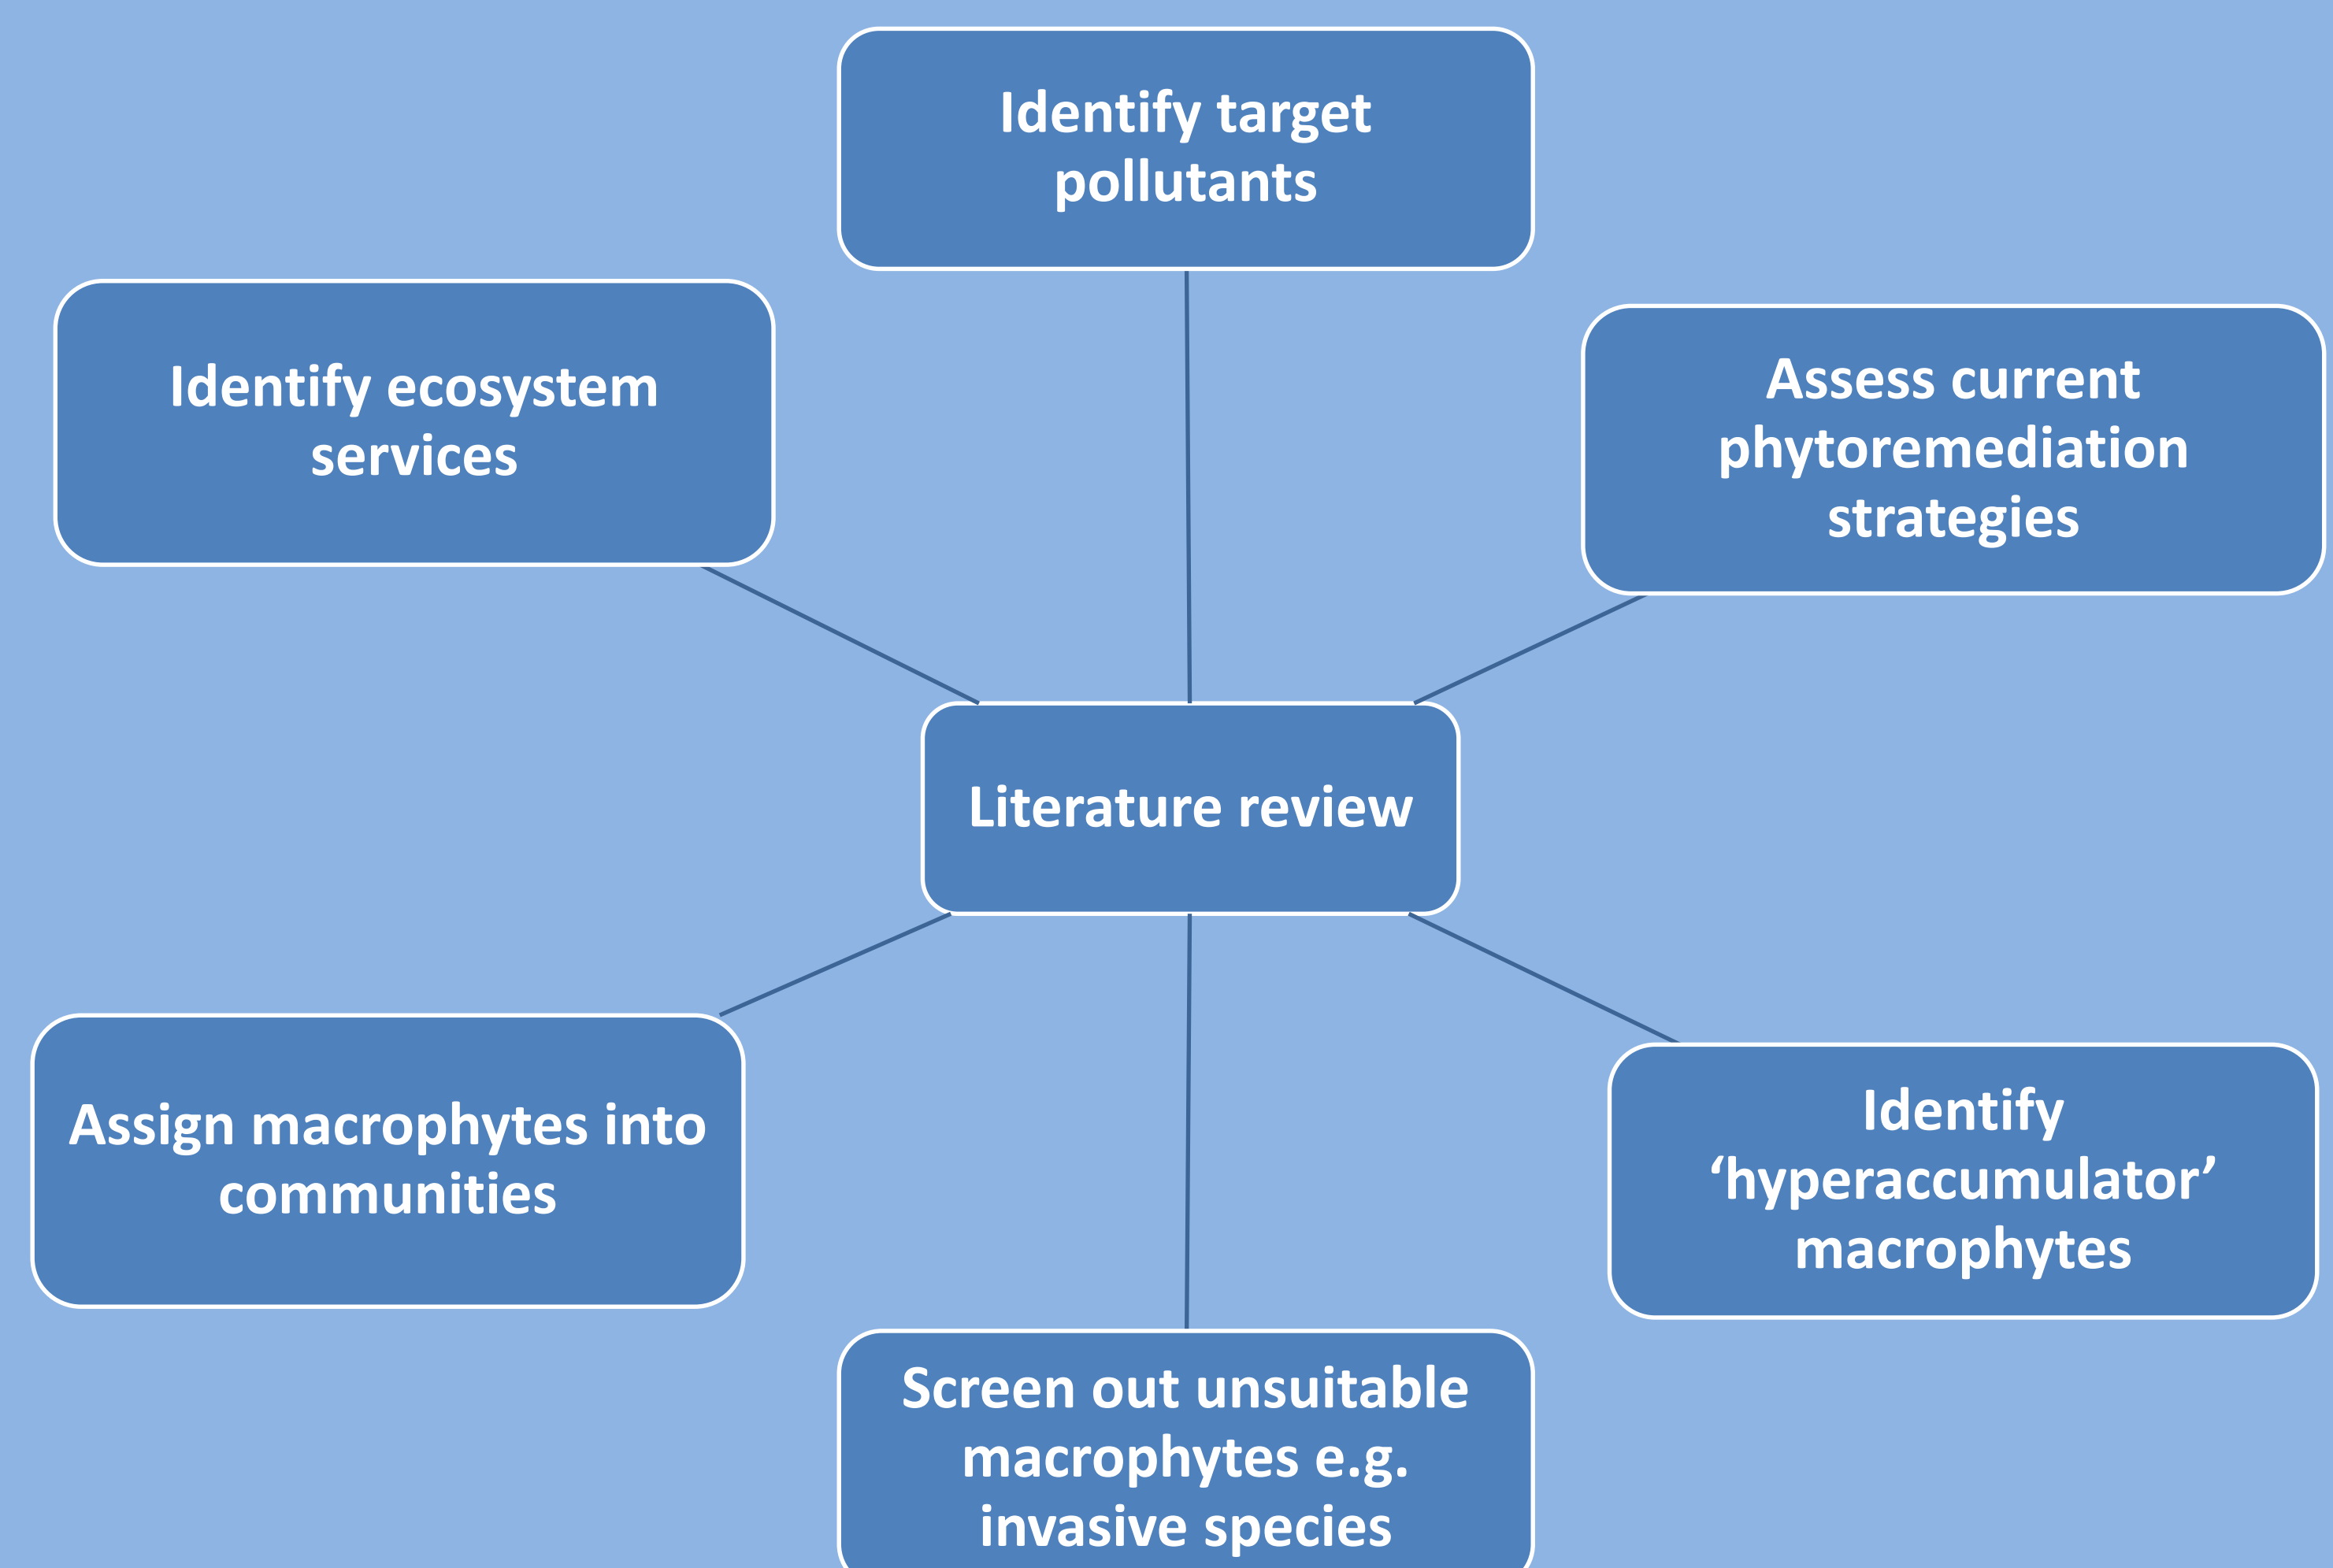 Identify target
pollutants
Identify ecosystem
services
Assess current
phytoremediation
strategies
Literature review
Assign macrophytes into
communities
Identify
‘hyperaccumulator’
macrophytes
Screen out unsuitable
macrophytes e.g.
invasive species